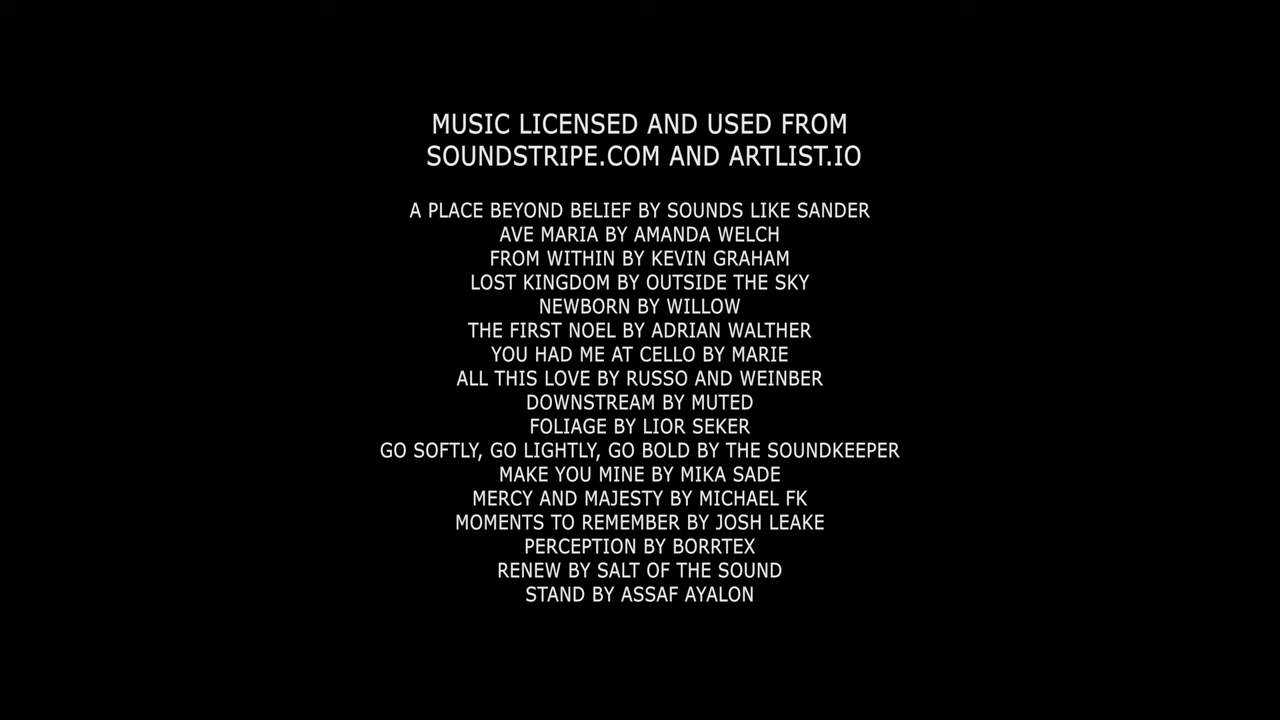 MUSIC LICENSED AND USED FROM
SOUNDSTRIPE.COM AND ARTLIST.IO
A PLACE BEYOND BELIEF BY SOUNDS LIKE SANDER
AVE MARIA BY AMANDA WELCH
FROM WITHIN BY KEVIN GRAHAM
LOST KINGDOM BY OUTSIDE THE SKY
NEWBORN BY WILLOW
THE FIRST NOEL BY ADRIAN WALTHER
YOU HAD ME AT CELLO BY MARIE
ALL THIS LOVE BY RUSSO AND WEINBER
DOWNSTREAM BY MUTED
FOLIAGE BY LIOR SEKER
GO SOFTLY, GO LIGHTLY, GO BOLD BY THE SOUNDKEEPER
MAKE YOU MINE BY MIKA SADE
MERCY AND MAJESTY BY MICHAEL FK
MOMENTS TO REMEMBER BY JOSH LEAKE
PERCEPTION BY BORRTEX
RENEW BY SALT OF THE SOUND
STAND BY ASSAF AYALON